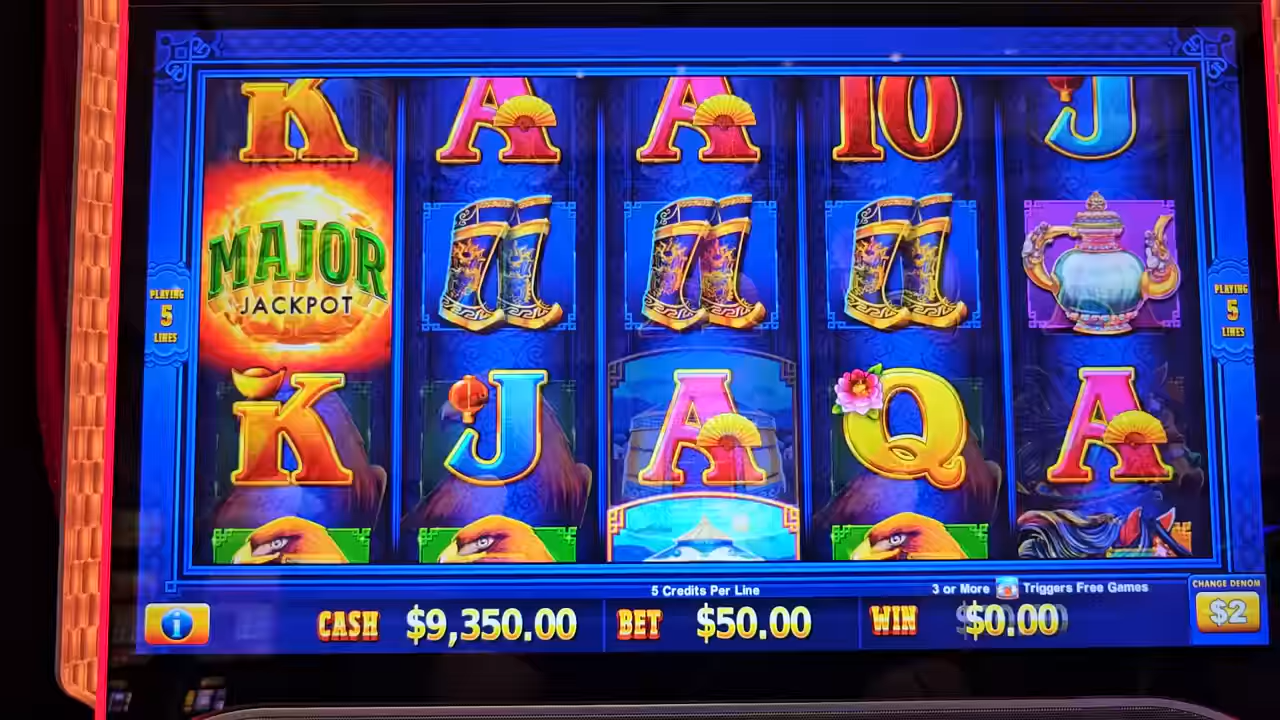 K A A 10 J
JACKPOT
MAJOR
JACKPOT
PLAYING
5
LINES
PLAYING
5
LINES
K J A Q A
5 Credits Per Line
3 or More Triggers Free Games
CHANGE DENOM
$2
i
CASH $9,350.00 BET $50.00 WIN $0.00